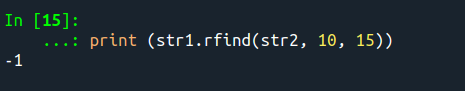 In [15]:
...: print (str1.rfind(str2, 10, 15))
-1